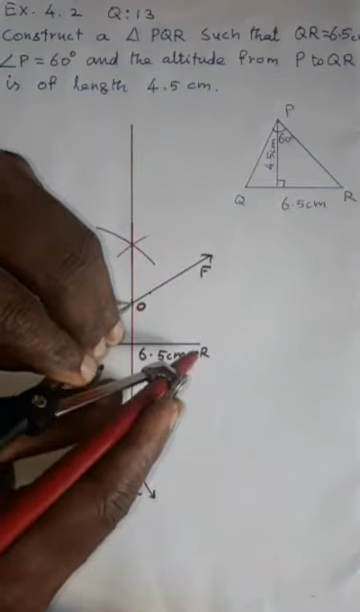 Ex. 4.2 Q:13
Construct a △ PQR such that QR=6.5c
∠P = 60° and the altitude from P to QR
is of length 4.5 cm.
P
60°
4.5cm
Q R
6.5cm
F
O
6.5cm R